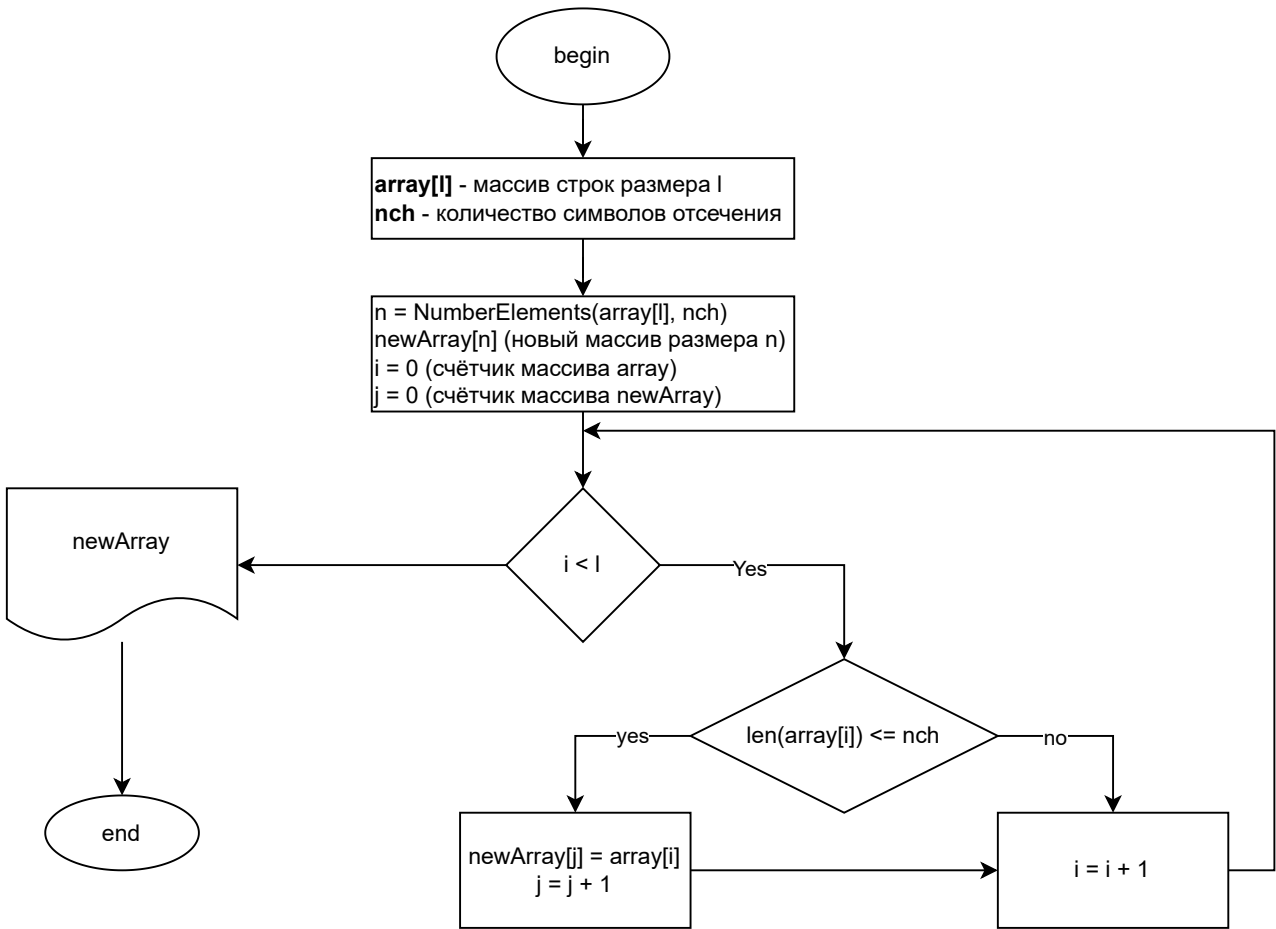 begin
array[l] - массив строк размера l
nch - количество символов отсечения
n = NumberElements(array[l], nch)
newArray[n] (новый массив размера n)
i = 0 (счётчик массива array)
j = 0 (счётчик массива newArray)
newArray
i < l
Yes
yes
len(array[i]) <= nch
no
end
newArray[j] = array[i]
j = j + 1
i = i + 1